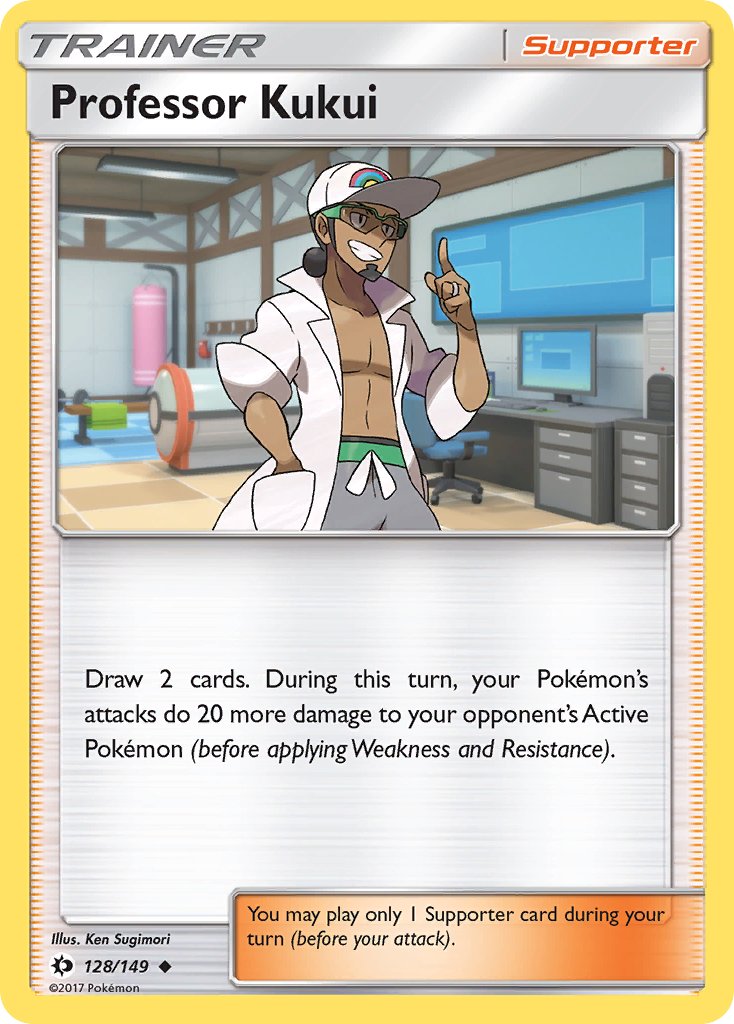 TRAINER
Supporter
Professor Kukui
Draw 2 cards. During this turn, your Pokémon's
attacks do 20 more damage to your opponent's Active
Pokémon (before applying Weakness and Resistance).
You may play only 1 Supporter card during your
turn (before your attack).
Illus. Ken Sugimori
128/149
©2017 Pokémon